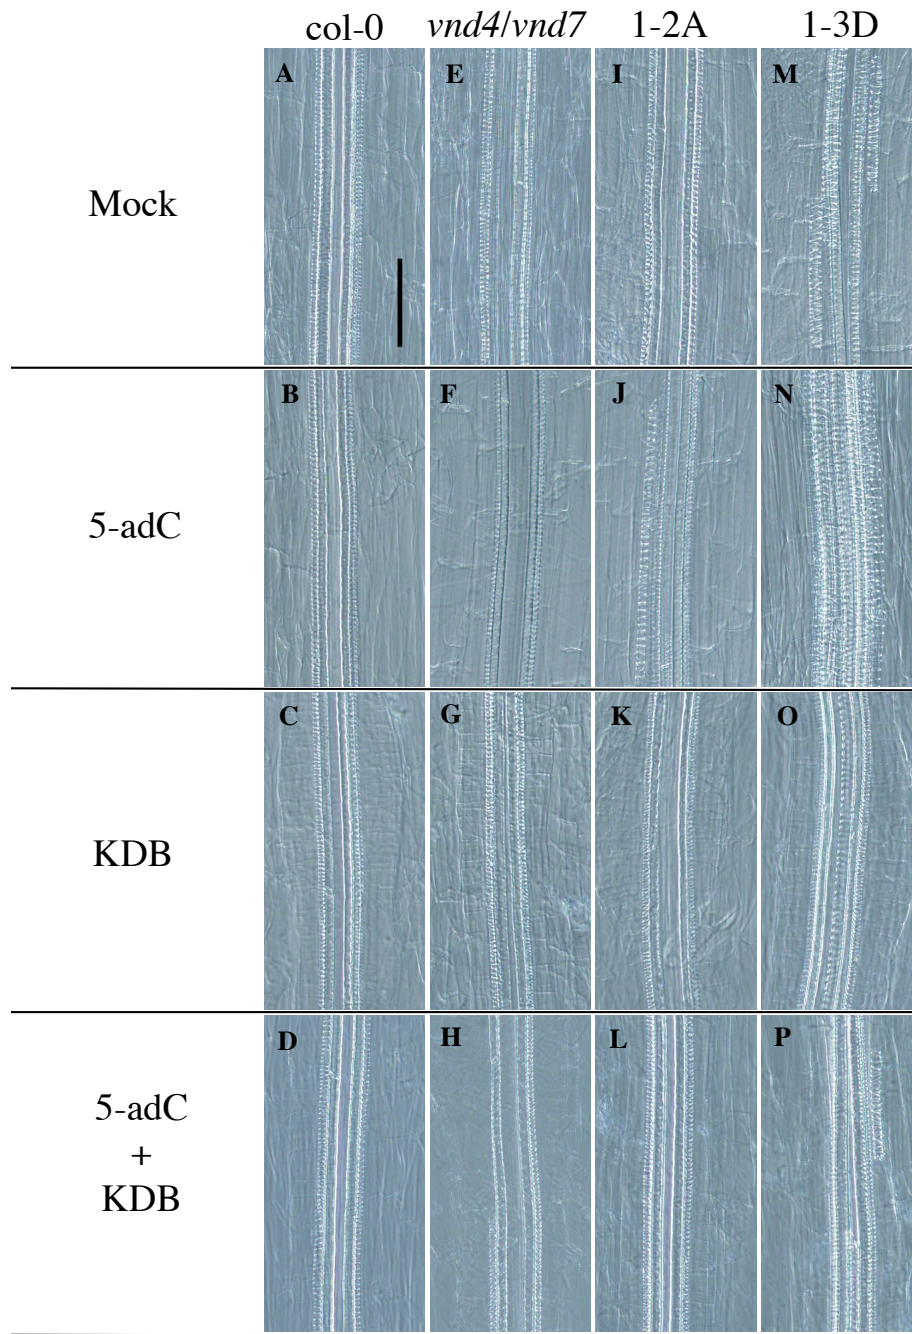 col-0 vnd4/vnd7 1-2A 1-3D
A E I M
Mock
B F J N
5-adC
C G K O
KDB
D H L P
5-adC
+
KDB